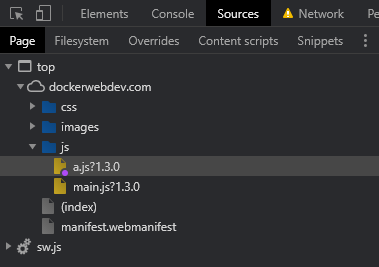 Elements Console Sources Network
Page Filesystem Overrides Content scripts Snippets
top
dockerwebdev.com
css
images
js
a.js?1.3.0
main.js?1.3.0
(index)
manifest.webmanifest
sw.js